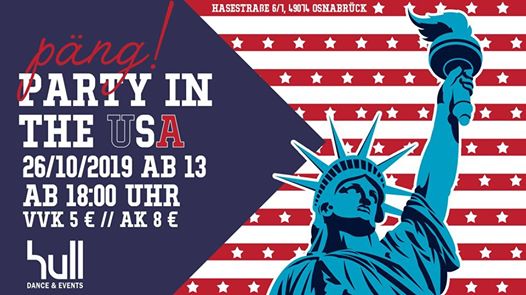 HASESTRAßE 6/7, 49074 OSNABRÜCK
päng!
PARTY IN
THE USA
26/10/2019 AB 13
AB 18:00 UHR
VVK 5 € // AK 8 €
hull
DANCE & EVENTS